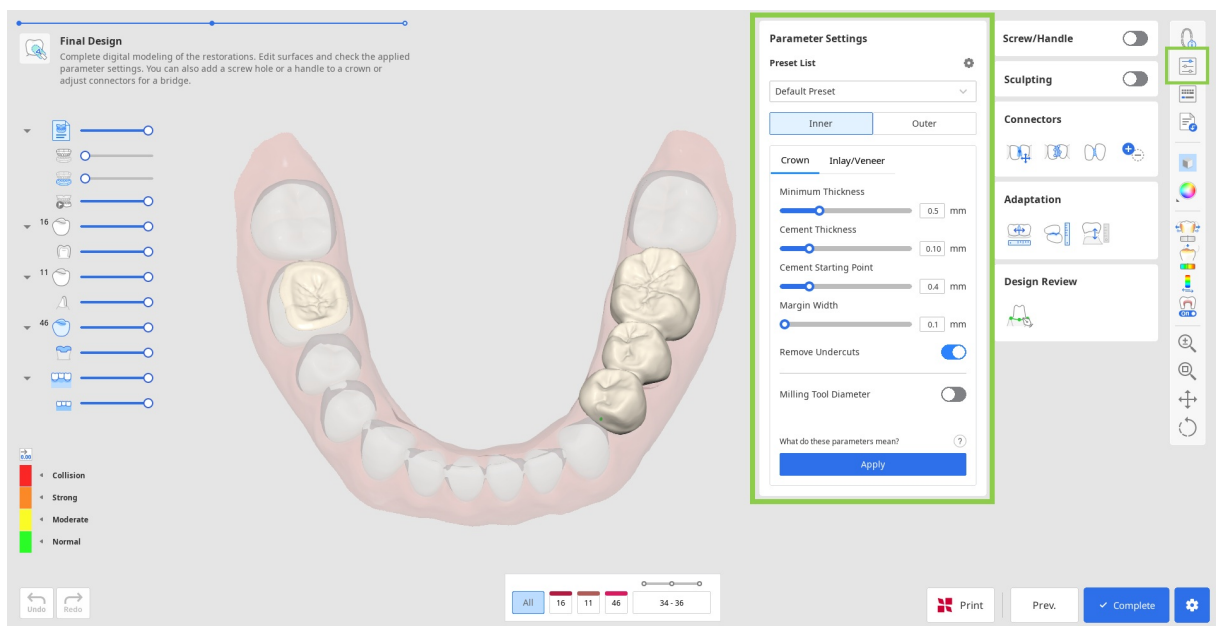 Final Design
Complete digital modeling of the restorations. Edit surfaces and check the applied
parameter settings. You can also add a screw hole or a handle to a crown or
adjust connectors for a bridge.
16
11
46
0.00
Collision
Strong
Moderate
Normal
Undo
Redo
All
16
11
46
34 - 36
Parameter Settings
Preset List
Default Preset
Inner
Outer
Crown
Inlay/Veneer
Minimum Thickness
0.5 mm
Cement Thickness
0.10 mm
Cement Starting Point
0.4 mm
Margin Width
0.1 mm
Remove Undercuts
Milling Tool Diameter
What do these parameters mean?
?
Apply
Screw/Handle
Sculpting
Connectors
Adaptation
Design Review
ON
Print
Prev.
Complete